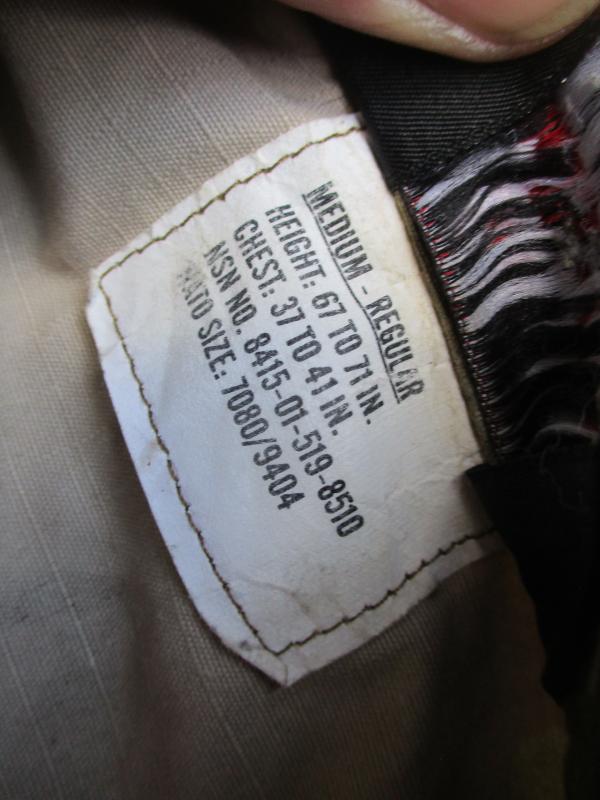 MEDIUM - REGULAR
HEIGHT: 67 TO 71 IN.
CHEST: 37 TO 41 IN.
NSN NO. 8415-01-519-8510
NATO SIZE: 7080/9404